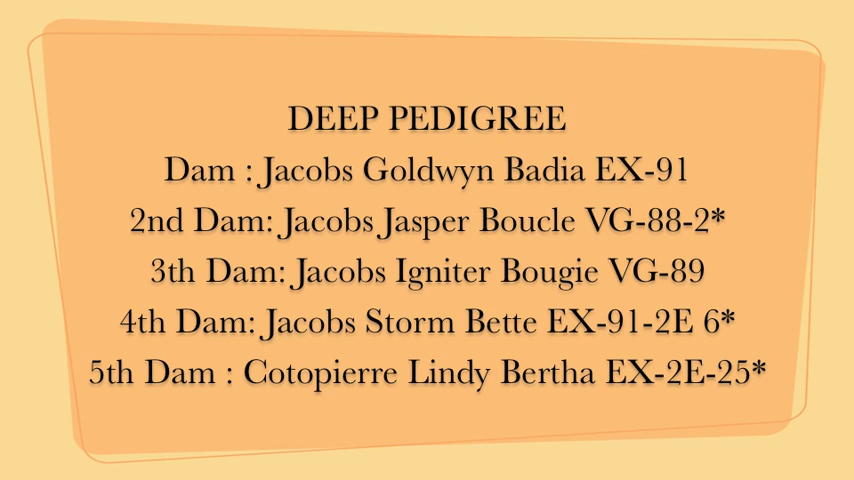 DEEP PEDIGREE
Dam : Jacobs Goldwyn Badia EX-91
2nd Dam: Jacobs Jasper Boucle VG-88-2*
3th Dam: Jacobs Igniter Bougie VG-89
4th Dam: Jacobs Storm Bette EX-91-2E 6*
5th Dam : Cotopierre Lindy Bertha EX-2E-25*